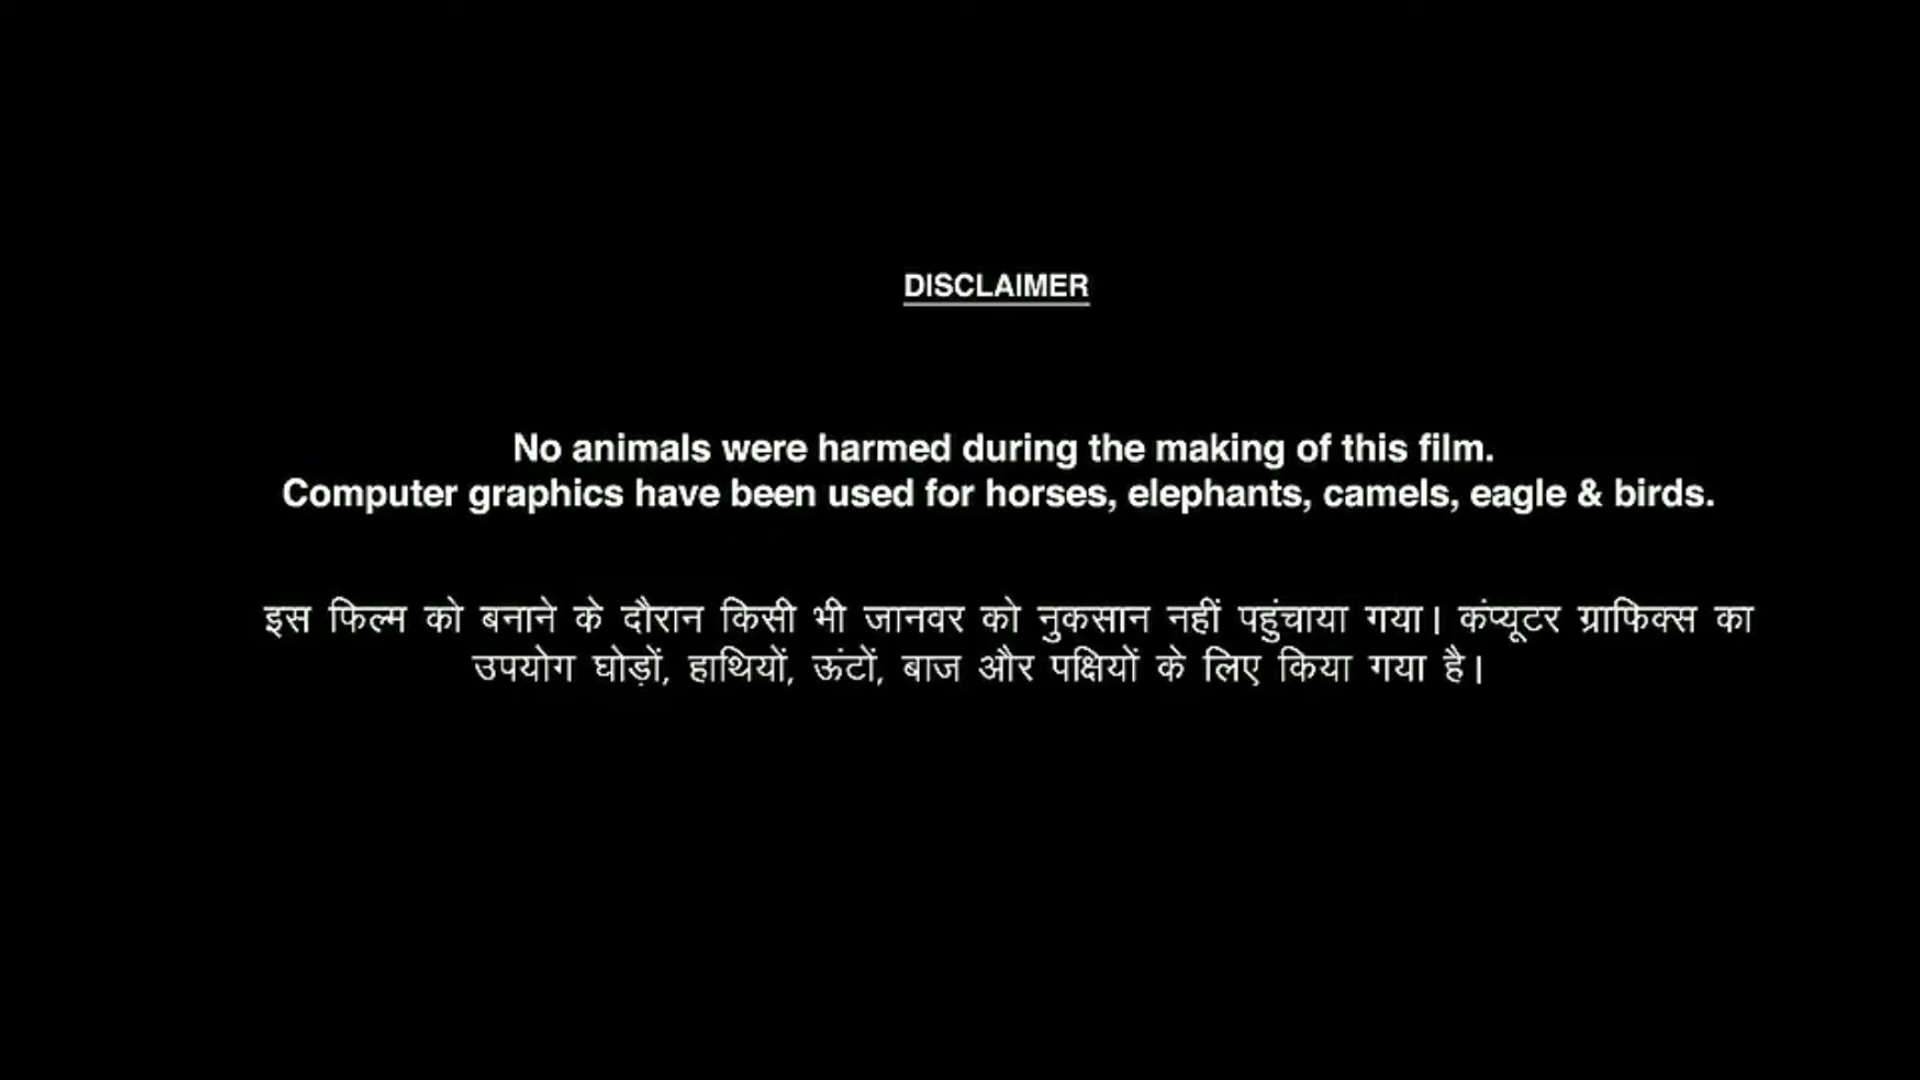 DISCLAIMER
No animals were harmed during the making of this film.
Computer graphics have been used for horses, elephants, camels, eagle & birds.
इस फिल्म को बनाने के दौरान किसी भी जानवर को नुकसान नहीं पहुंचाया गया। कंप्यूटर ग्राफिक्स का
उपयोग घोड़ों, हाथियों, ऊंटों, बाज और पक्षियों के लिए किया गया है।